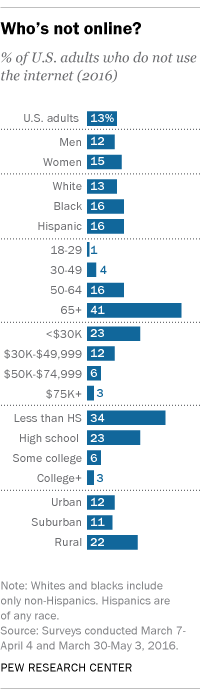 Who's not online?
% of U.S. adults who do not use
the internet (2016)
U.S. adults 13%
Men 12
Women 15
White 13
Black 16
Hispanic 16
18-29 1
30-49 4
50-64 16
65+ 41
<$30K 23
$30K-$49,999 12
$50K-$74,999 6
$75K+ 3
Less than HS 34
High school 23
Some college 6
College+ 3
Urban 12
Suburban 11
Rural 22
Note: Whites and blacks include
only non-Hispanics. Hispanics are
of any race.
Source: Surveys conducted March 7-
April 4 and March 30-May 3, 2016.
PEW RESEARCH CENTER